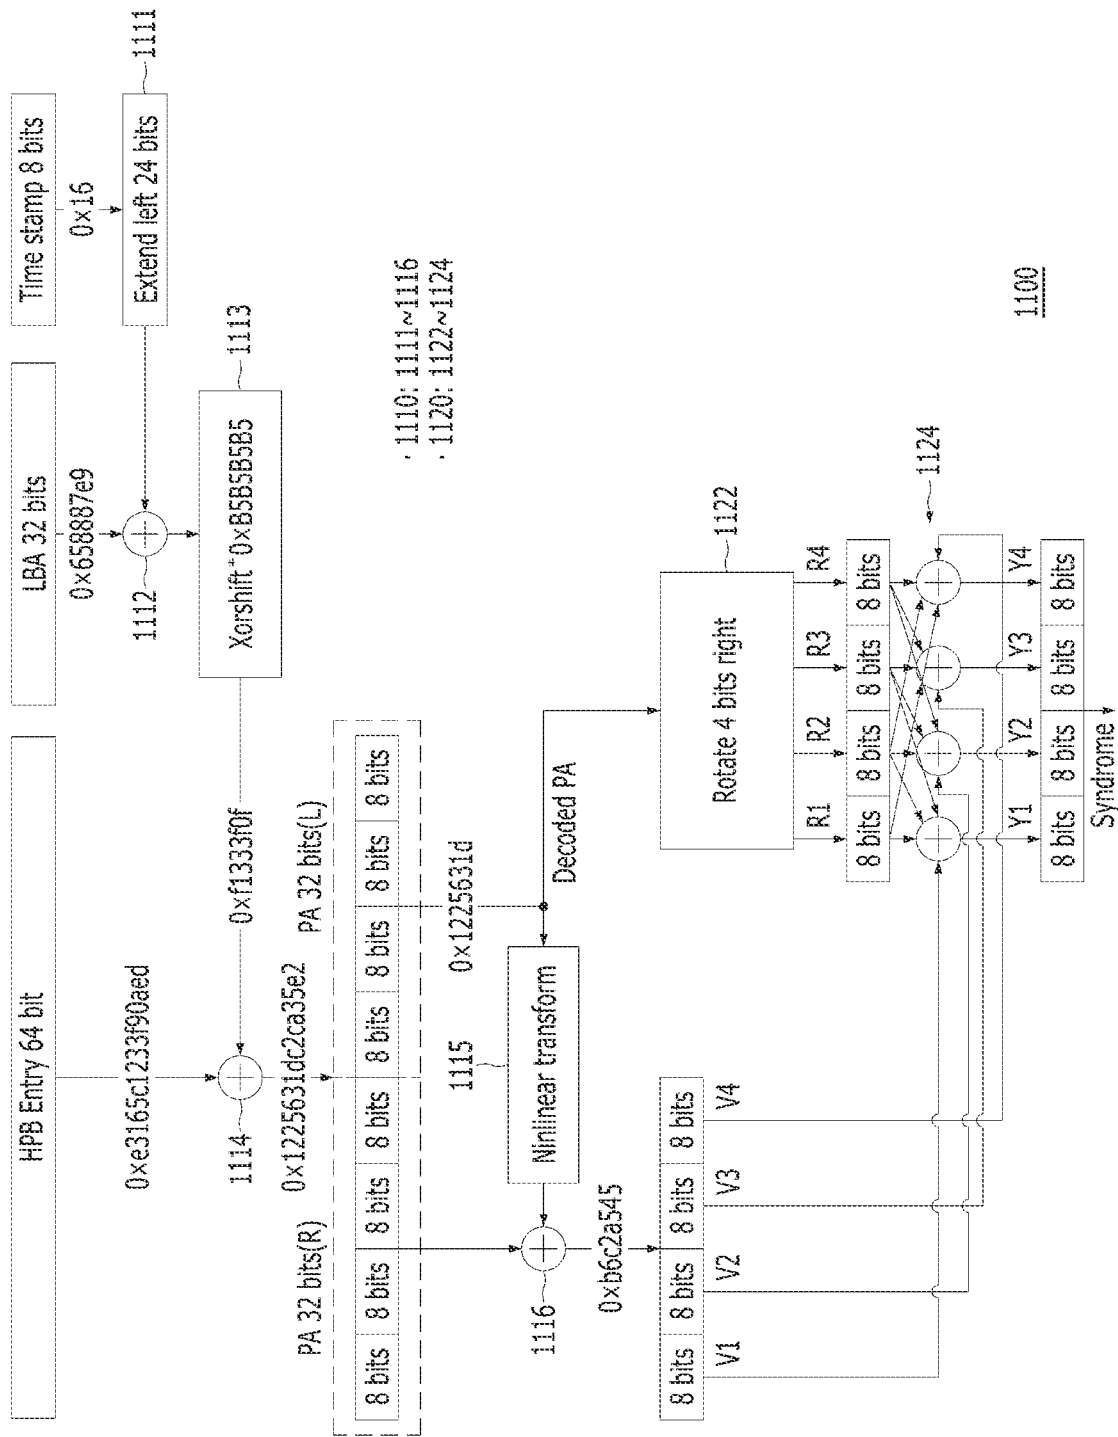 HPB Entry 64 bit
LBA 32 bits
Time stamp 8 bits
0×e3165c1233f90aed
0×658887e9
0×16
1112
Extend left 24 bits
1111
Xorshift*0×B5B5B5B5
1113
1114
0×f1333f0f
0×1225631dc2ca35e2
PA 32 bits(R)
PA 32 bits(L)
8 bits
8 bits
8 bits
8 bits
8 bits
8 bits
8 bits
8 bits
· 1110: 1111~1116
· 1120: 1122~1124
0×1225631d
1115
Ninlinear transform
Decoded PA
1116
0×b6c2a545
8 bits
8 bits
8 bits
8 bits
V1
V2
V3
V4
Rotate 4 bits right
1122
R1
R2
R3
R4
8 bits
8 bits
8 bits
8 bits
1124
Y1
Y2
Y3
Y4
8 bits
8 bits
8 bits
8 bits
Syndrome
1100